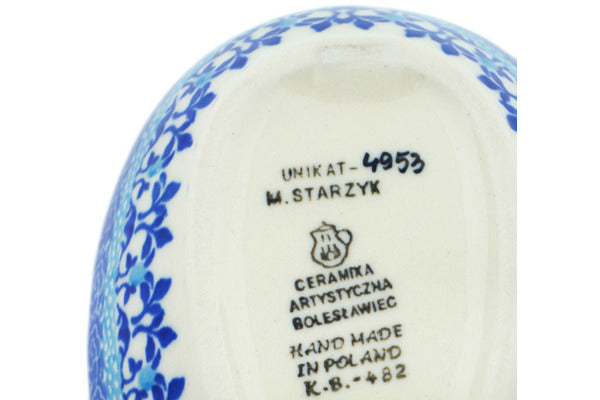 UNIKAT-4953
M. STARZYK
CERAMIKA
ARTYSTYCZNA
BOLESŁAWIEC
HAND MADE
IN POLAND
K.B.-482